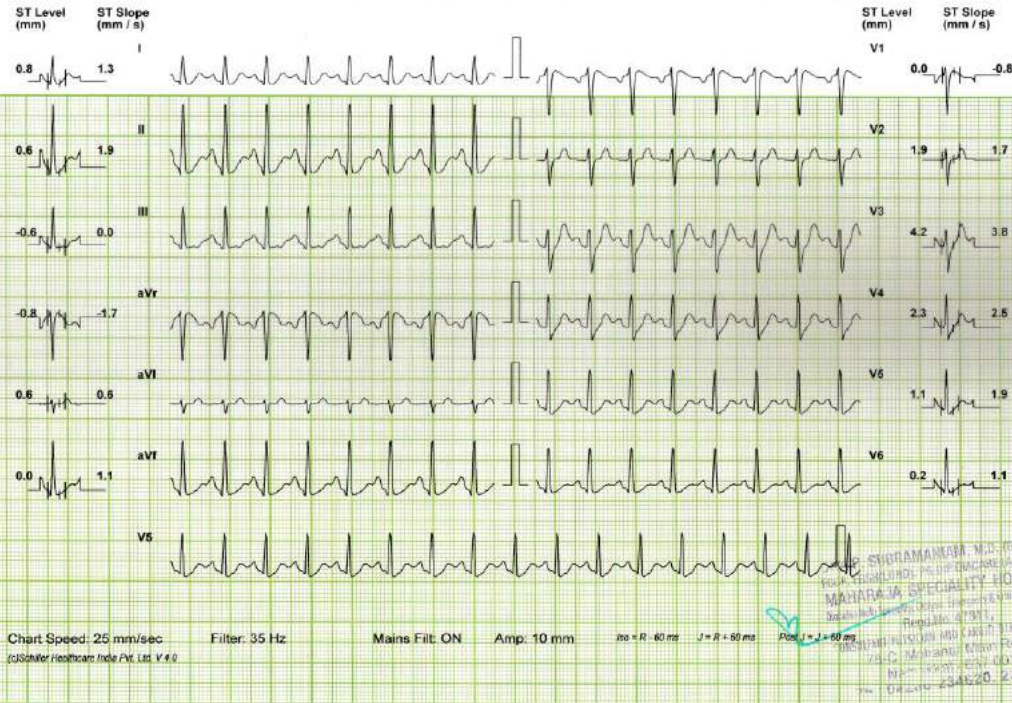 ST Level ST Slope ST Level ST Slope
(mm) (mm / s) (mm) (mm / s)
I V1
0.8 1.3 0.0 -0.8
II V2
0.6 1.9 1.9 1.7
III V3
-0.6 0.0 4.2 3.8
aVr V4
-0.8 -1.7 2.3 2.5
aVl V5
0.6 0.6 1.1 1.9
aVf V6
0.0 1.1 0.2 1.1
V5
SUBRAMANIAM, M.D.
MAHARAJA SPECIALITY
Chart Speed: 25 mm/sec Filter: 35 Hz Mains Filt: ON Amp: 10 mm Iso = R - 60 ms J = R + 60 ms Post J = J + 60 ms
(c)Schiller Healthcare India Pvt. Ltd. V 4.0